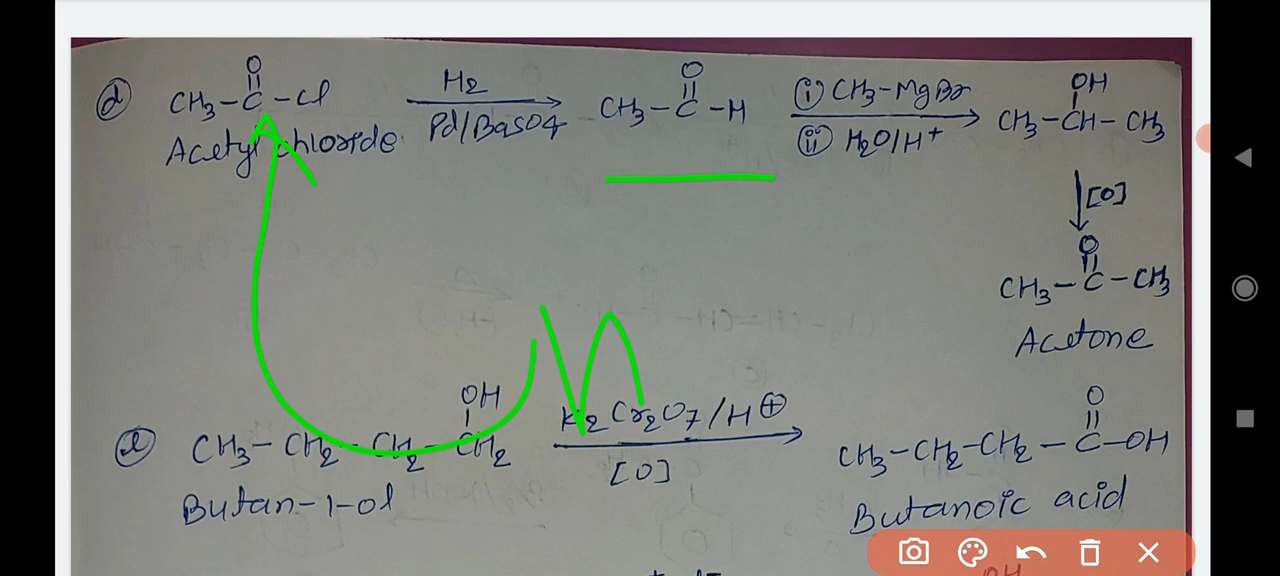 (d) CH3-C(=O)-Cl H2 Pd/BaSO4 CH3-C(=O)-H (i) CH3-MgBr (ii) H2O/H+ CH3-CH(OH)-CH3
Acetyl chloride
[O]
CH3-C(=O)-CH3
Acetone
(e) CH3-CH2-CH2-CH2(OH) K2Cr2O7/H⊕ [O] CH3-CH2-CH2-C(=O)-OH
Butan-1-ol
Butanoic acid
OH